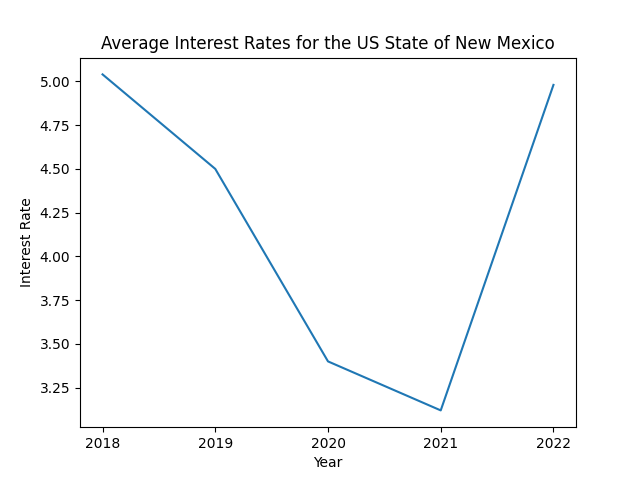 Average Interest Rates for the US State of New Mexico
5.00
4.75
4.50
4.25
4.00
3.75
3.50
3.25
Interest Rate
2018 2019 2020 2021 2022
Year